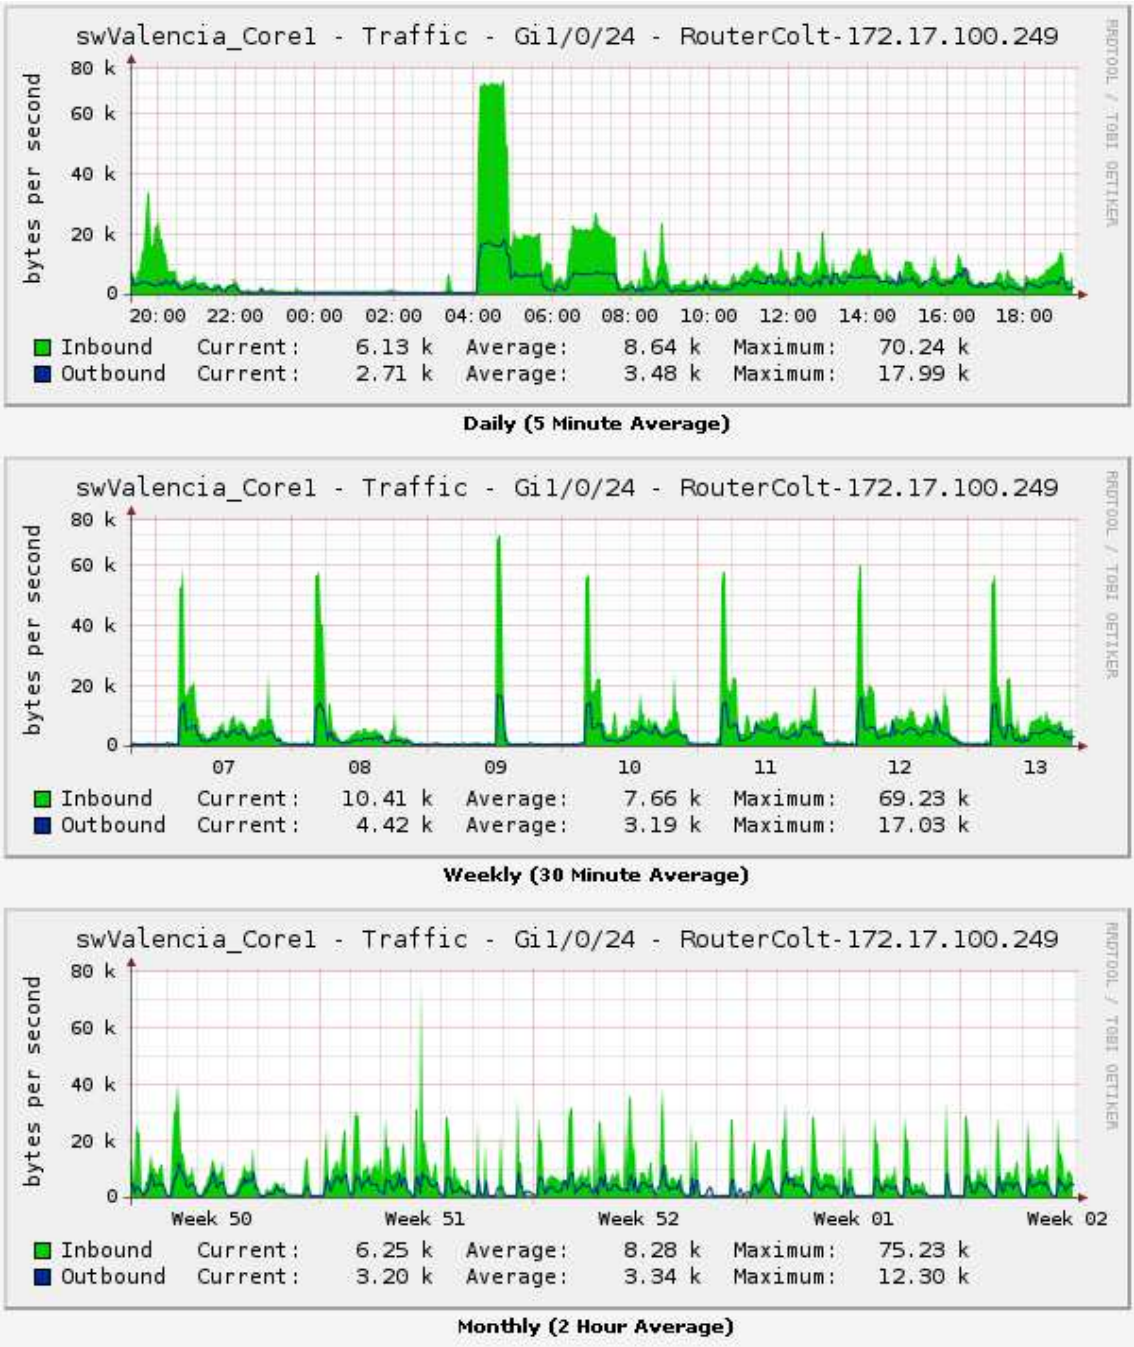 swValencia_Core1 - Traffic - Gi1/0/24 - RouterColt-172.17.100.249
RRDTOOL / TOBI OETIKER
bytes per second
80 k
60 k
40 k
20 k
0
20:00 22:00 00:00 02:00 04:00 06:00 08:00 10:00 12:00 14:00 16:00 18:00
Inbound Current: 6.13 k Average: 8.64 k Maximum: 70.24 k
Outbound Current: 2.71 k Average: 3.48 k Maximum: 17.99 k
Daily (5 Minute Average)
swValencia_Core1 - Traffic - Gi1/0/24 - RouterColt-172.17.100.249
RRDTOOL / TOBI OETIKER
bytes per second
80 k
60 k
40 k
20 k
0
07 08 09 10 11 12 13
Inbound Current: 10.41 k Average: 7.66 k Maximum: 69.23 k
Outbound Current: 4.42 k Average: 3.19 k Maximum: 17.03 k
Weekly (30 Minute Average)
swValencia_Core1 - Traffic - Gi1/0/24 - RouterColt-172.17.100.249
RRDTOOL / TOBI OETIKER
bytes per second
80 k
60 k
40 k
20 k
0
Week 50 Week 51 Week 52 Week 01 Week 02
Inbound Current: 6.25 k Average: 8.28 k Maximum: 75.23 k
Outbound Current: 3.20 k Average: 3.34 k Maximum: 12.30 k
Monthly (2 Hour Average)